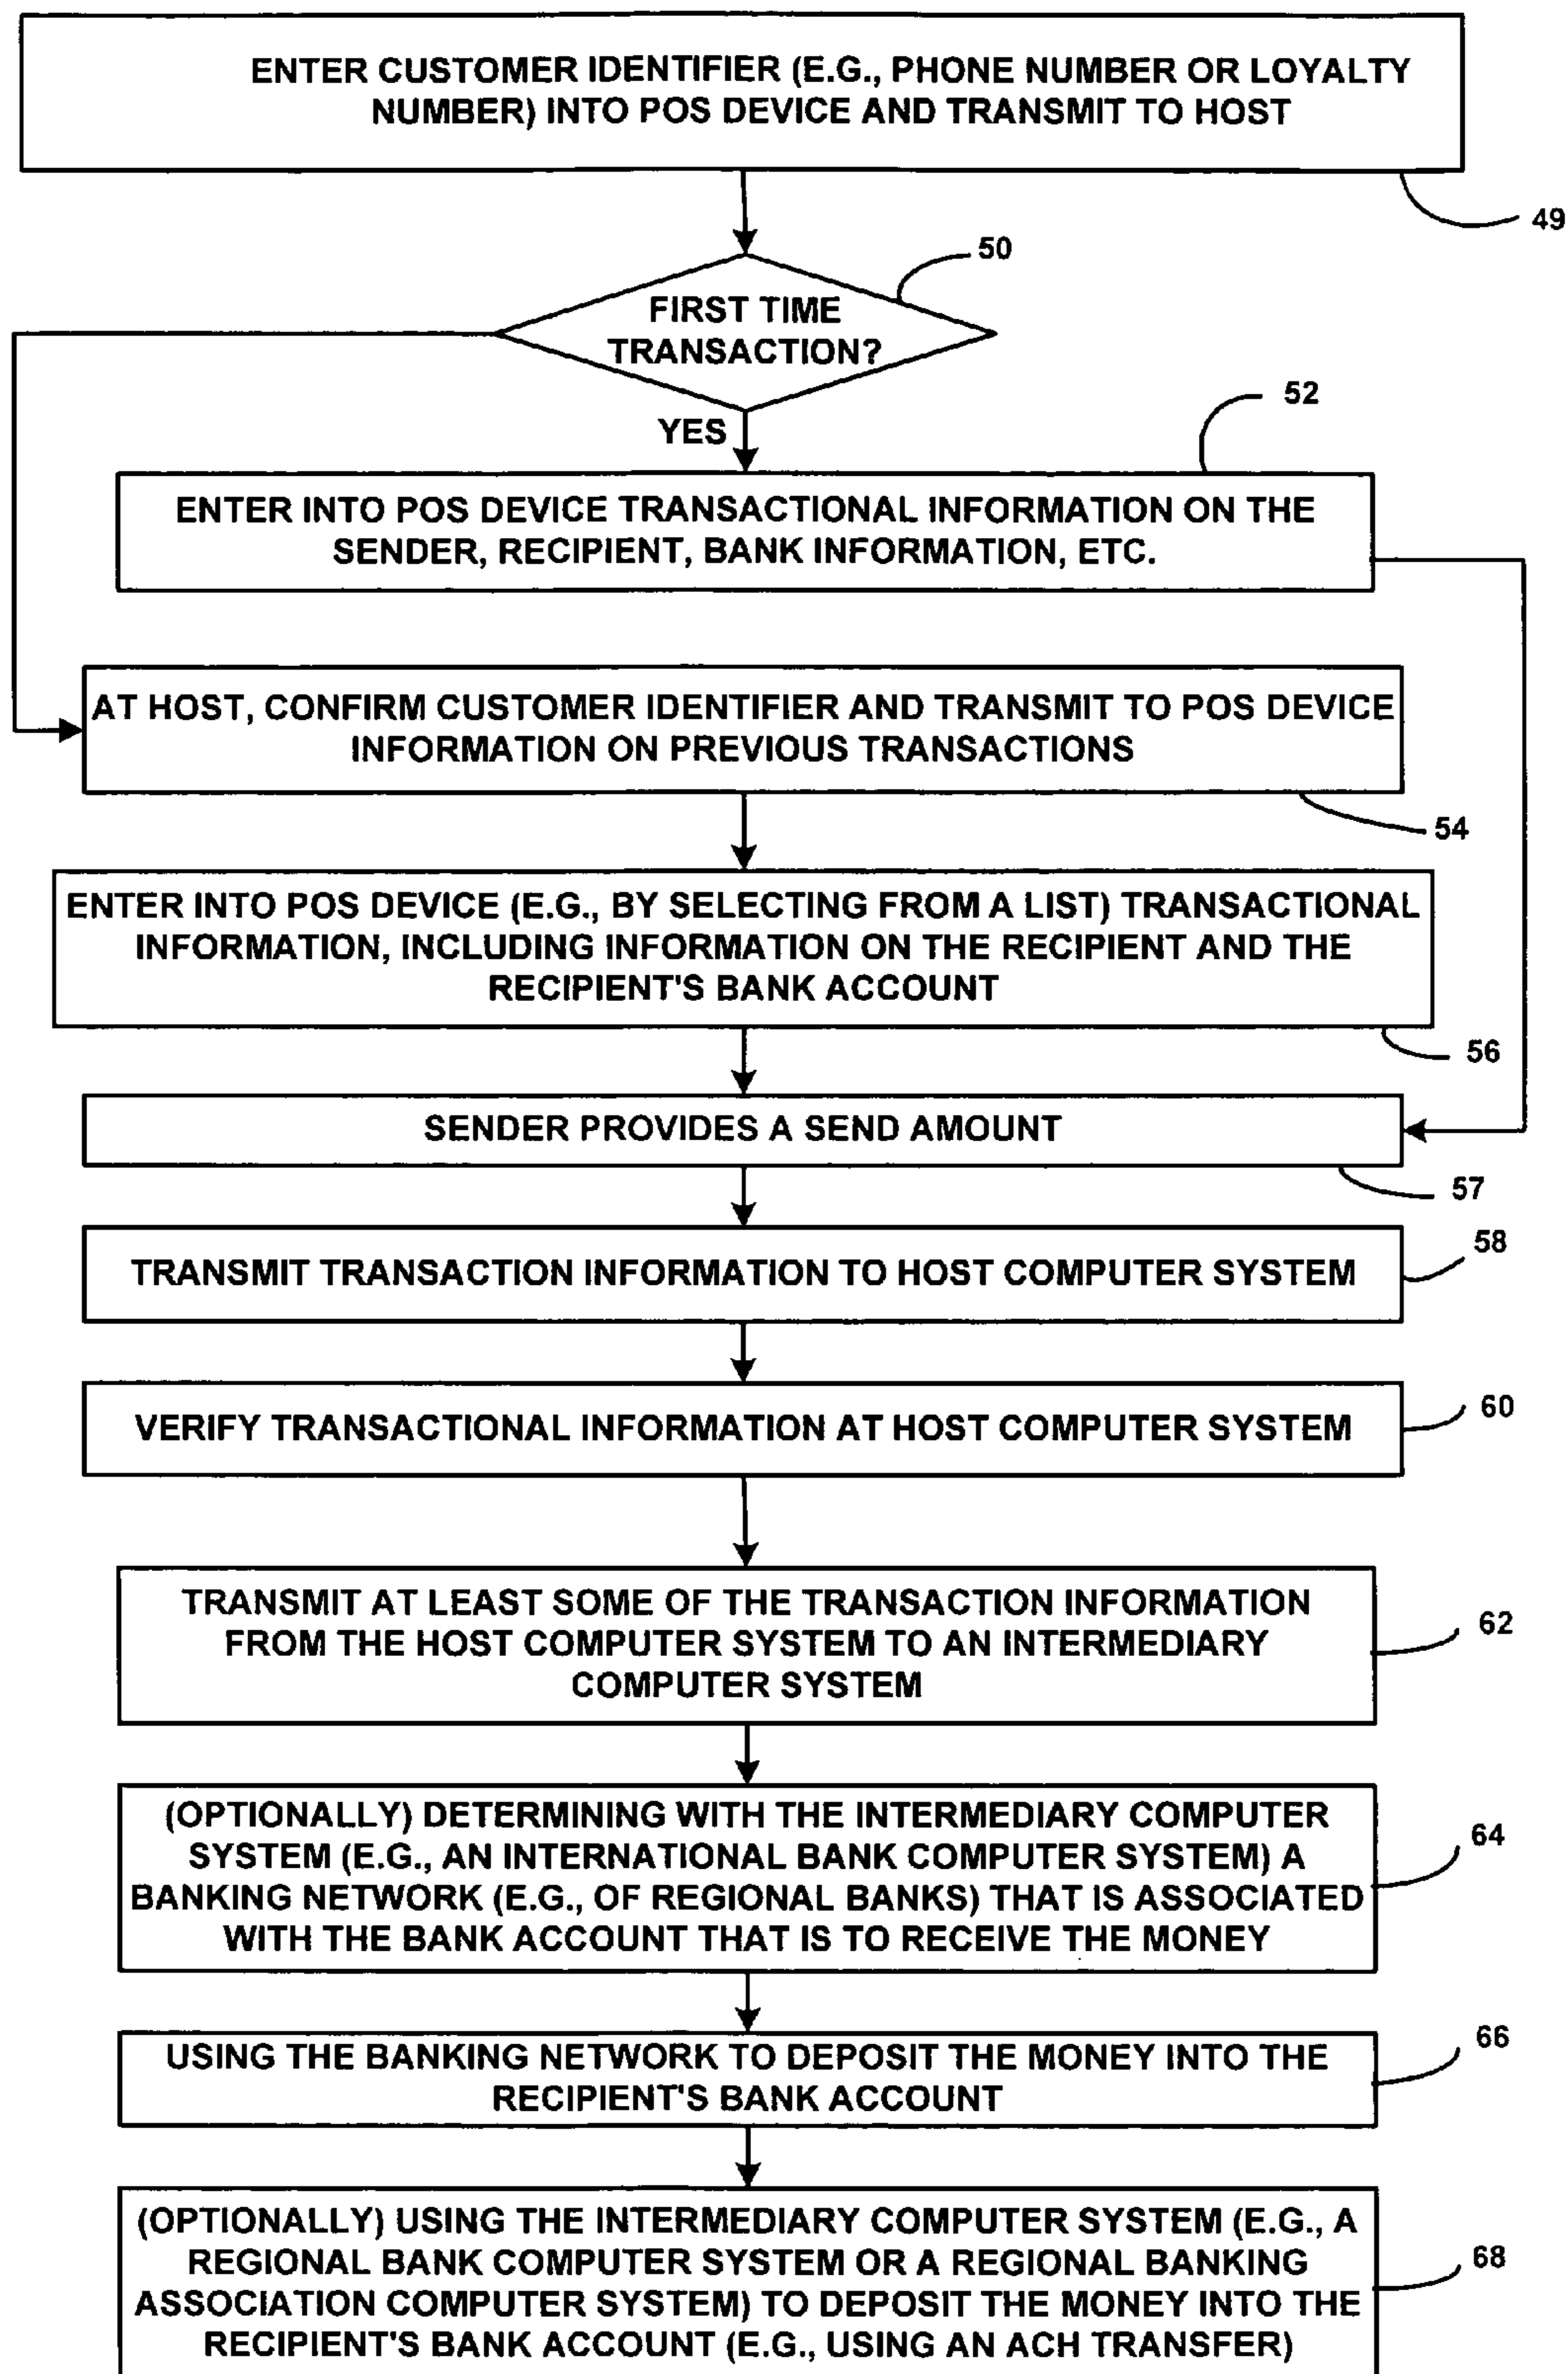 ENTER CUSTOMER IDENTIFIER (E.G., PHONE NUMBER OR LOYALTY
NUMBER) INTO POS DEVICE AND TRANSMIT TO HOST
49
50
FIRST TIME
TRANSACTION?
YES
52
ENTER INTO POS DEVICE TRANSACTIONAL INFORMATION ON THE
SENDER, RECIPIENT, BANK INFORMATION, ETC.
AT HOST, CONFIRM CUSTOMER IDENTIFIER AND TRANSMIT TO POS DEVICE
INFORMATION ON PREVIOUS TRANSACTIONS
54
ENTER INTO POS DEVICE (E.G., BY SELECTING FROM A LIST) TRANSACTIONAL
INFORMATION, INCLUDING INFORMATION ON THE RECIPIENT AND THE
RECIPIENT'S BANK ACCOUNT
56
SENDER PROVIDES A SEND AMOUNT
57
TRANSMIT TRANSACTION INFORMATION TO HOST COMPUTER SYSTEM
58
VERIFY TRANSACTIONAL INFORMATION AT HOST COMPUTER SYSTEM
60
TRANSMIT AT LEAST SOME OF THE TRANSACTION INFORMATION
FROM THE HOST COMPUTER SYSTEM TO AN INTERMEDIARY
COMPUTER SYSTEM
62
(OPTIONALLY) DETERMINING WITH THE INTERMEDIARY COMPUTER
SYSTEM (E.G., AN INTERNATIONAL BANK COMPUTER SYSTEM) A
BANKING NETWORK (E.G., OF REGIONAL BANKS) THAT IS ASSOCIATED
WITH THE BANK ACCOUNT THAT IS TO RECEIVE THE MONEY
64
USING THE BANKING NETWORK TO DEPOSIT THE MONEY INTO THE
RECIPIENT'S BANK ACCOUNT
66
(OPTIONALLY) USING THE INTERMEDIARY COMPUTER SYSTEM (E.G., A
REGIONAL BANK COMPUTER SYSTEM OR A REGIONAL BANKING
ASSOCIATION COMPUTER SYSTEM) TO DEPOSIT THE MONEY INTO THE
RECIPIENT'S BANK ACCOUNT (E.G., USING AN ACH TRANSFER)
68